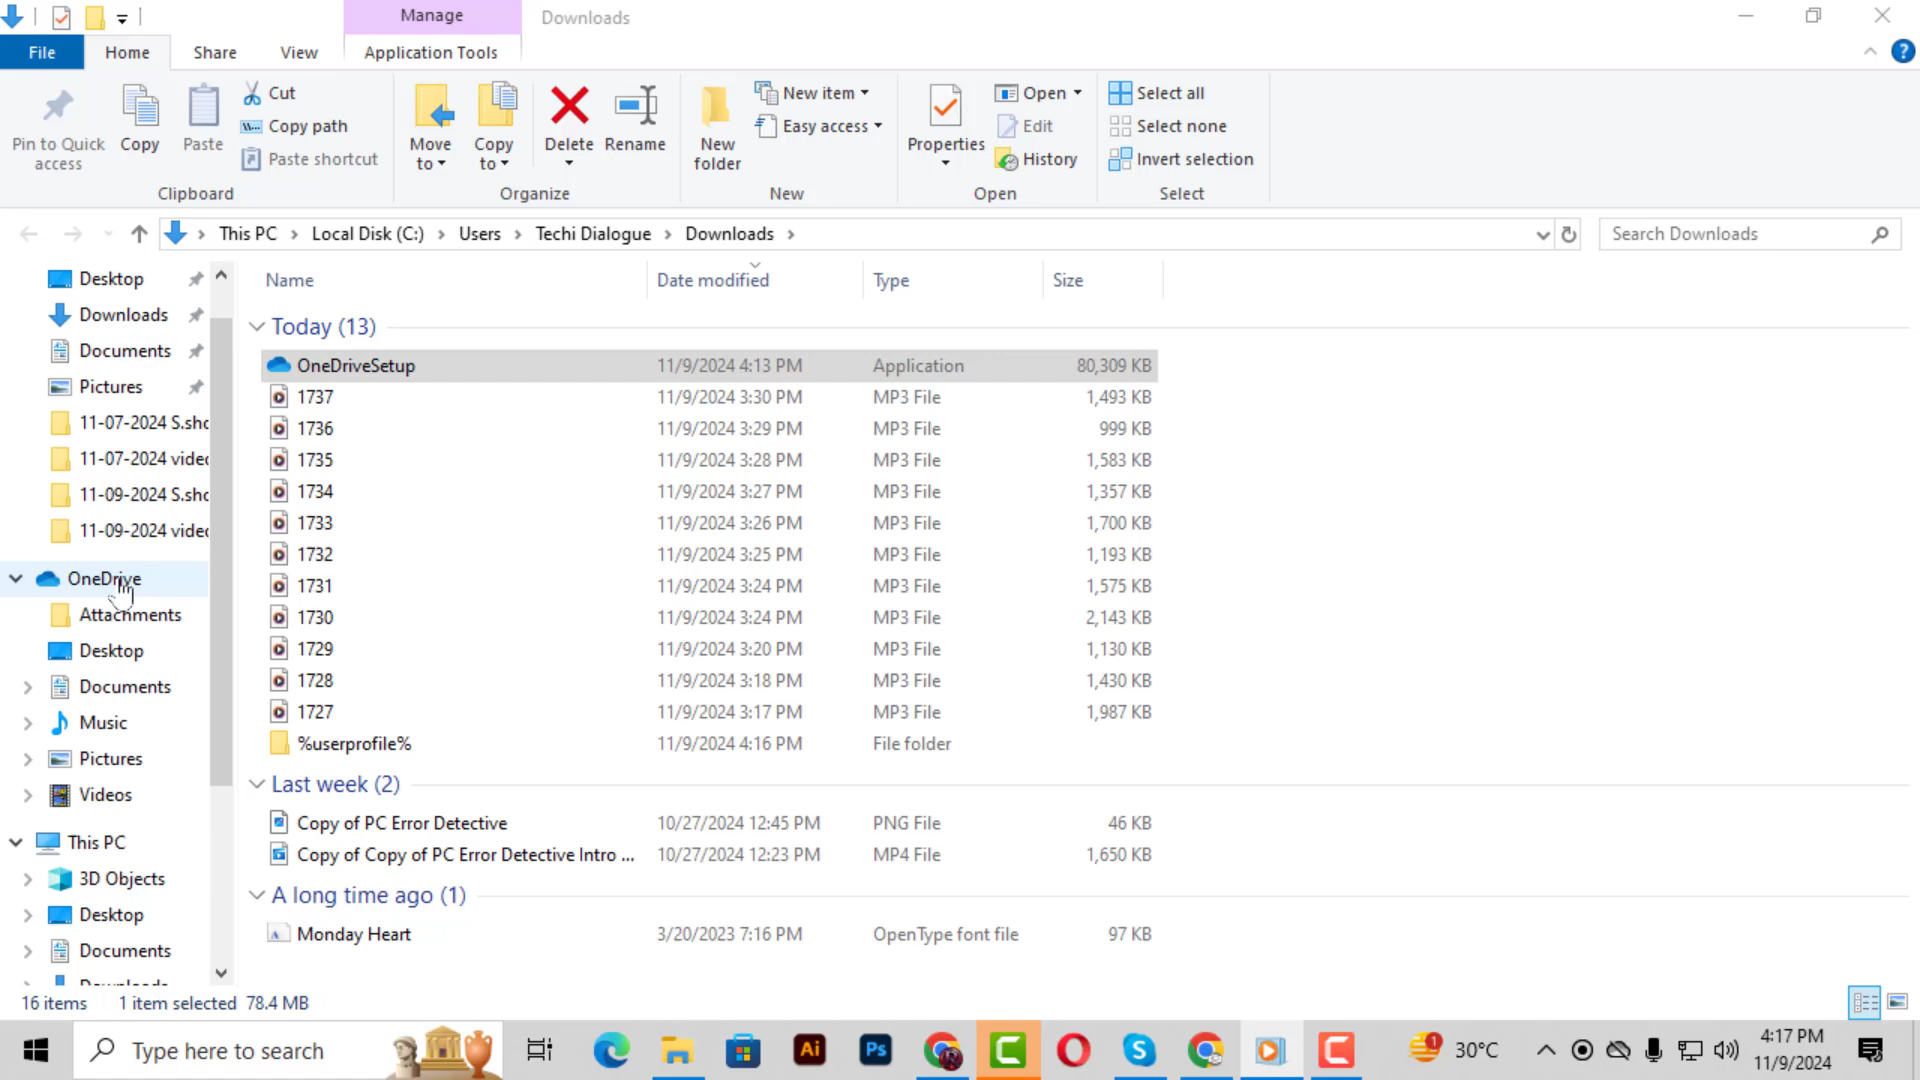 Manage
Downloads
File
Home
Share
View
Application Tools
Pin to Quick access
Copy
Paste
Cut
Copy path
Paste shortcut
Clipboard
Move to
Copy to
Delete
Rename
Organize
New folder
New item
Easy access
New
Properties
Open
Edit
History
Open
Select all
Select none
Invert selection
Select
This PC
Local Disk (C:)
Users
Techi Dialogue
Downloads
Search Downloads
Desktop
Downloads
Documents
Pictures
11-07-2024 S.sho
11-07-2024 video
11-09-2024 S.sho
11-09-2024 video
OneDrive
Attachments
Desktop
Documents
Music
Pictures
Videos
This PC
3D Objects
Desktop
Documents
Downloads
Name Date modified Type Size
Today (13)
OneDriveSetup 11/9/2024 4:13 PM Application 80,309 KB
1737 11/9/2024 3:30 PM MP3 File 1,493 KB
1736 11/9/2024 3:29 PM MP3 File 999 KB
1735 11/9/2024 3:28 PM MP3 File 1,583 KB
1734 11/9/2024 3:27 PM MP3 File 1,357 KB
1733 11/9/2024 3:26 PM MP3 File 1,700 KB
1732 11/9/2024 3:25 PM MP3 File 1,193 KB
1731 11/9/2024 3:24 PM MP3 File 1,575 KB
1730 11/9/2024 3:24 PM MP3 File 2,143 KB
1729 11/9/2024 3:20 PM MP3 File 1,130 KB
1728 11/9/2024 3:18 PM MP3 File 1,430 KB
1727 11/9/2024 3:17 PM MP3 File 1,987 KB
%userprofile% 11/9/2024 4:16 PM File folder
Last week (2)
Copy of PC Error Detective 10/27/2024 12:45 PM PNG File 46 KB
Copy of Copy of PC Error Detective Intro ... 10/27/2024 12:23 PM MP4 File 1,650 KB
A long time ago (1)
Monday Heart 3/20/2023 7:16 PM OpenType font file 97 KB
16 items 1 item selected 78.4 MB
Type here to search
Ai
Ps
1
30°C
4:17 PM
11/9/2024